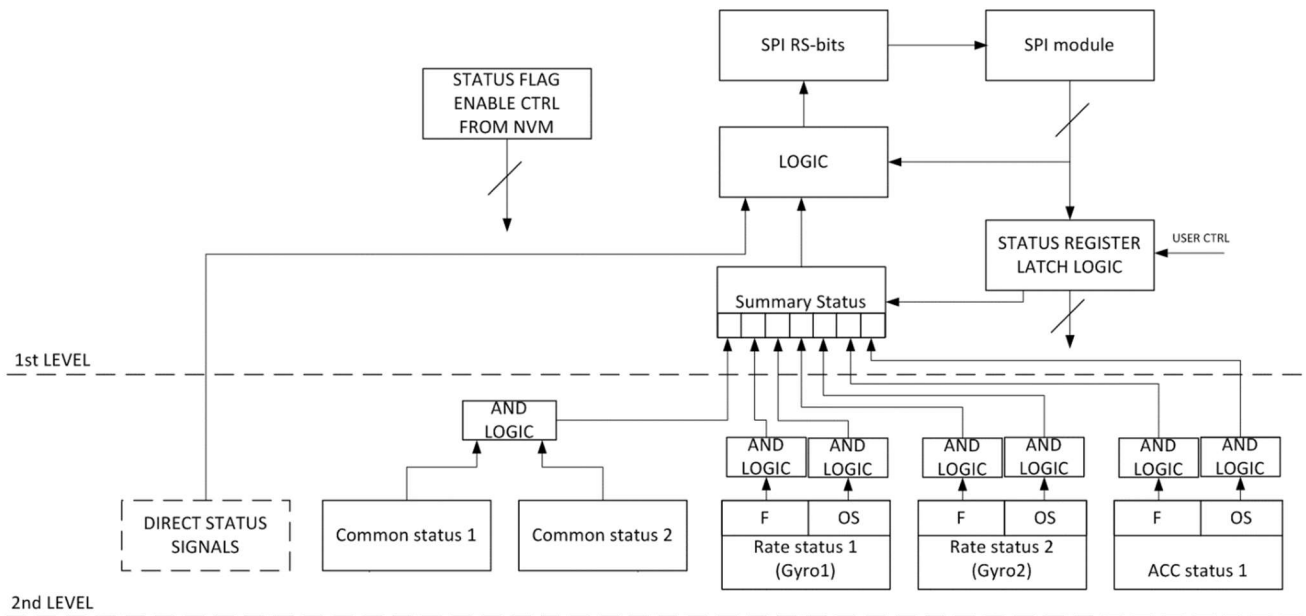 SPI RS-bits
SPI module
STATUS FLAG
ENABLE CTRL
FROM NVM
LOGIC
STATUS REGISTER
LATCH LOGIC
USER CTRL
Summary Status
1st LEVEL
AND
LOGIC
AND
LOGIC
AND
LOGIC
AND
LOGIC
AND
LOGIC
AND
LOGIC
AND
LOGIC
DIRECT STATUS
SIGNALS
Common status 1
Common status 2
F
OS
Rate status 1
(Gyro1)
F
OS
Rate status 2
(Gyro2)
F
OS
ACC status 1
2nd LEVEL